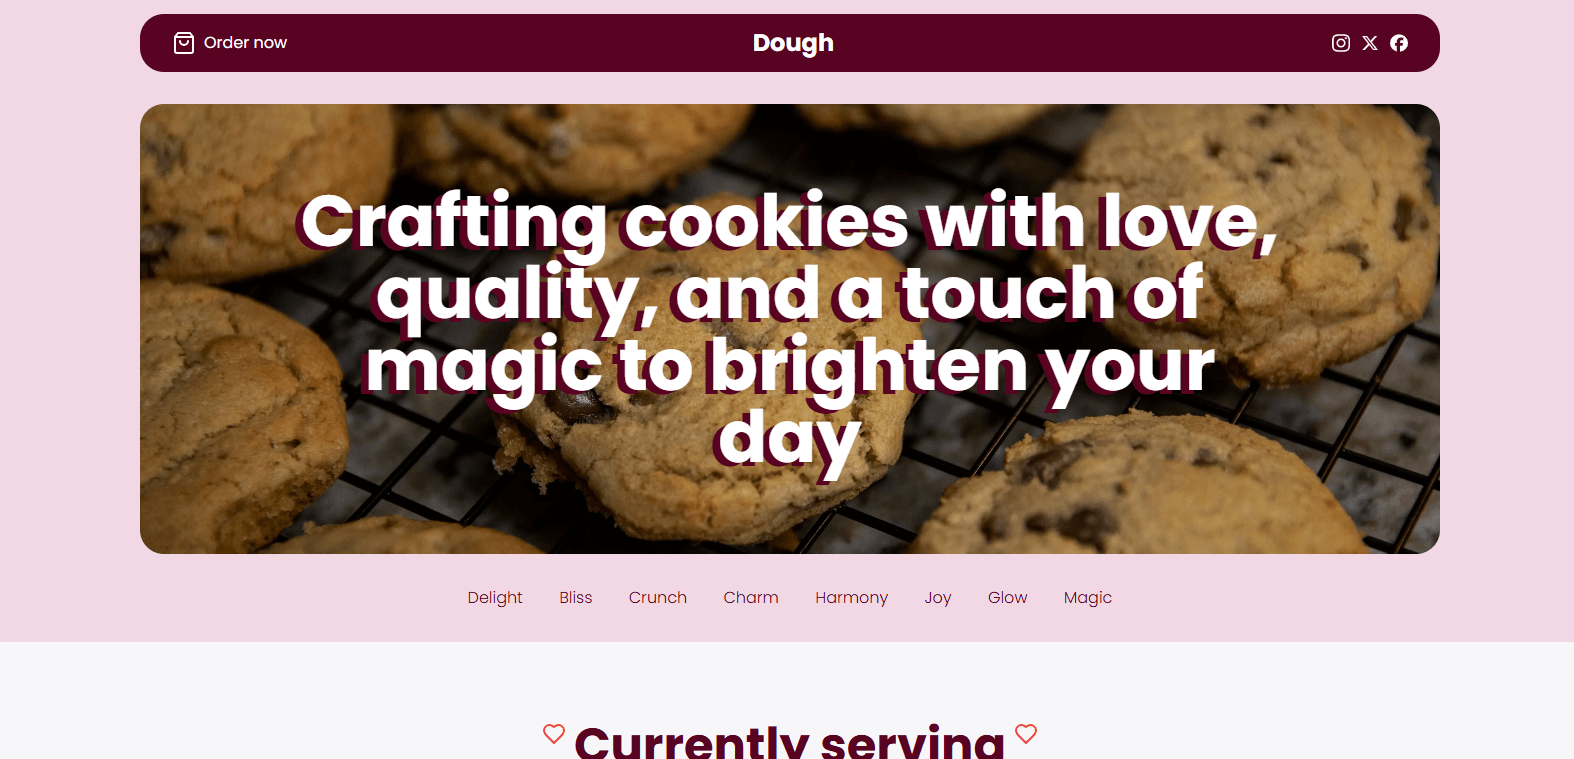 Order now
Dough
Crafting cookies with love,
quality, and a touch of
magic to brighten your
day
Delight Bliss Crunch Charm Harmony Joy Glow Magic
Currently serving